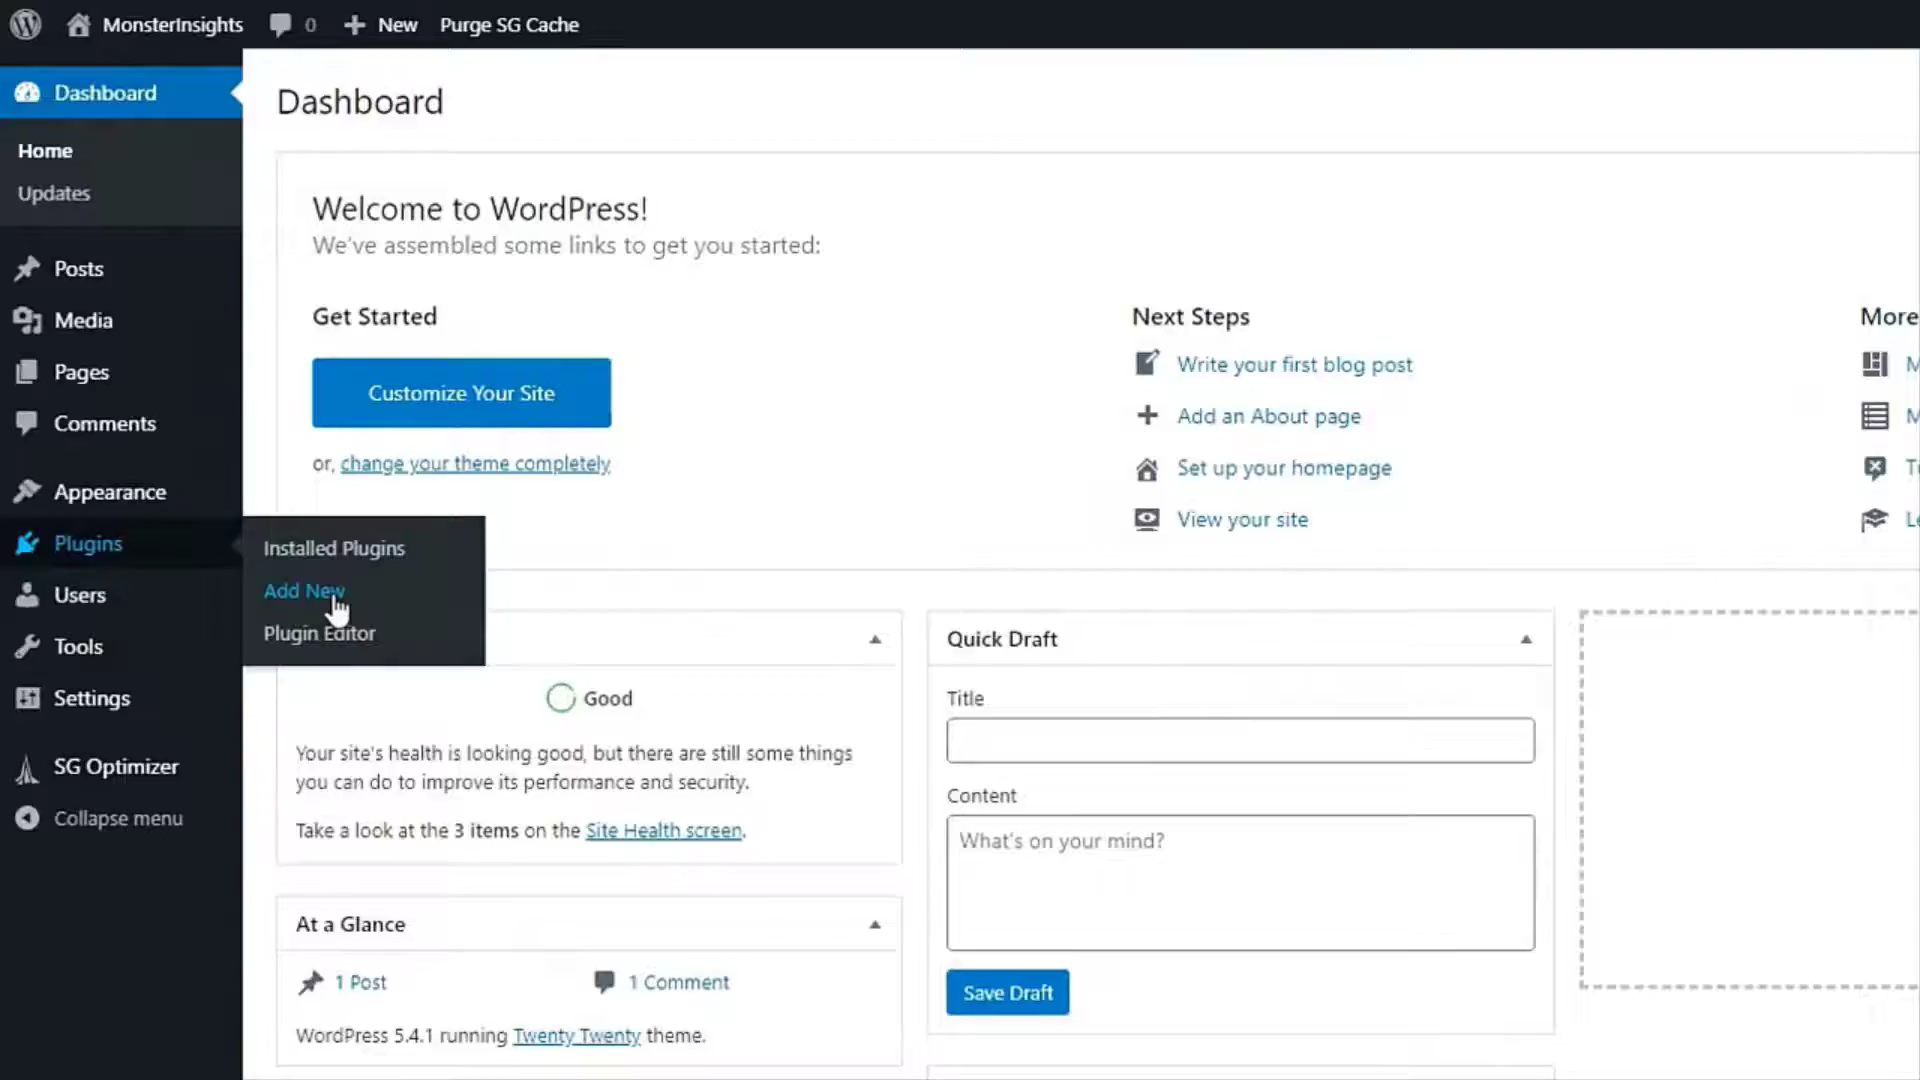 MonsterInsights 0 New Purge SG Cache
Dashboard
Home
Updates
Posts
Media
Pages
Comments
Appearance
Plugins
Installed Plugins
Add New
Plugin Editor
Users
Tools
Settings
SG Optimizer
Collapse menu
Dashboard
Welcome to WordPress!
We've assembled some links to get you started:
Get Started
Customize Your Site
or, change your theme completely
Next Steps
Write your first blog post
Add an About page
Set up your homepage
View your site
More
Good
Your site's health is looking good, but there are still some things
you can do to improve its performance and security.
Take a look at the 3 items on the Site Health screen.
At a Glance
1 Post
1 Comment
WordPress 5.4.1 running Twenty Twenty theme.
Quick Draft
Title
Content
What's on your mind?
Save Draft